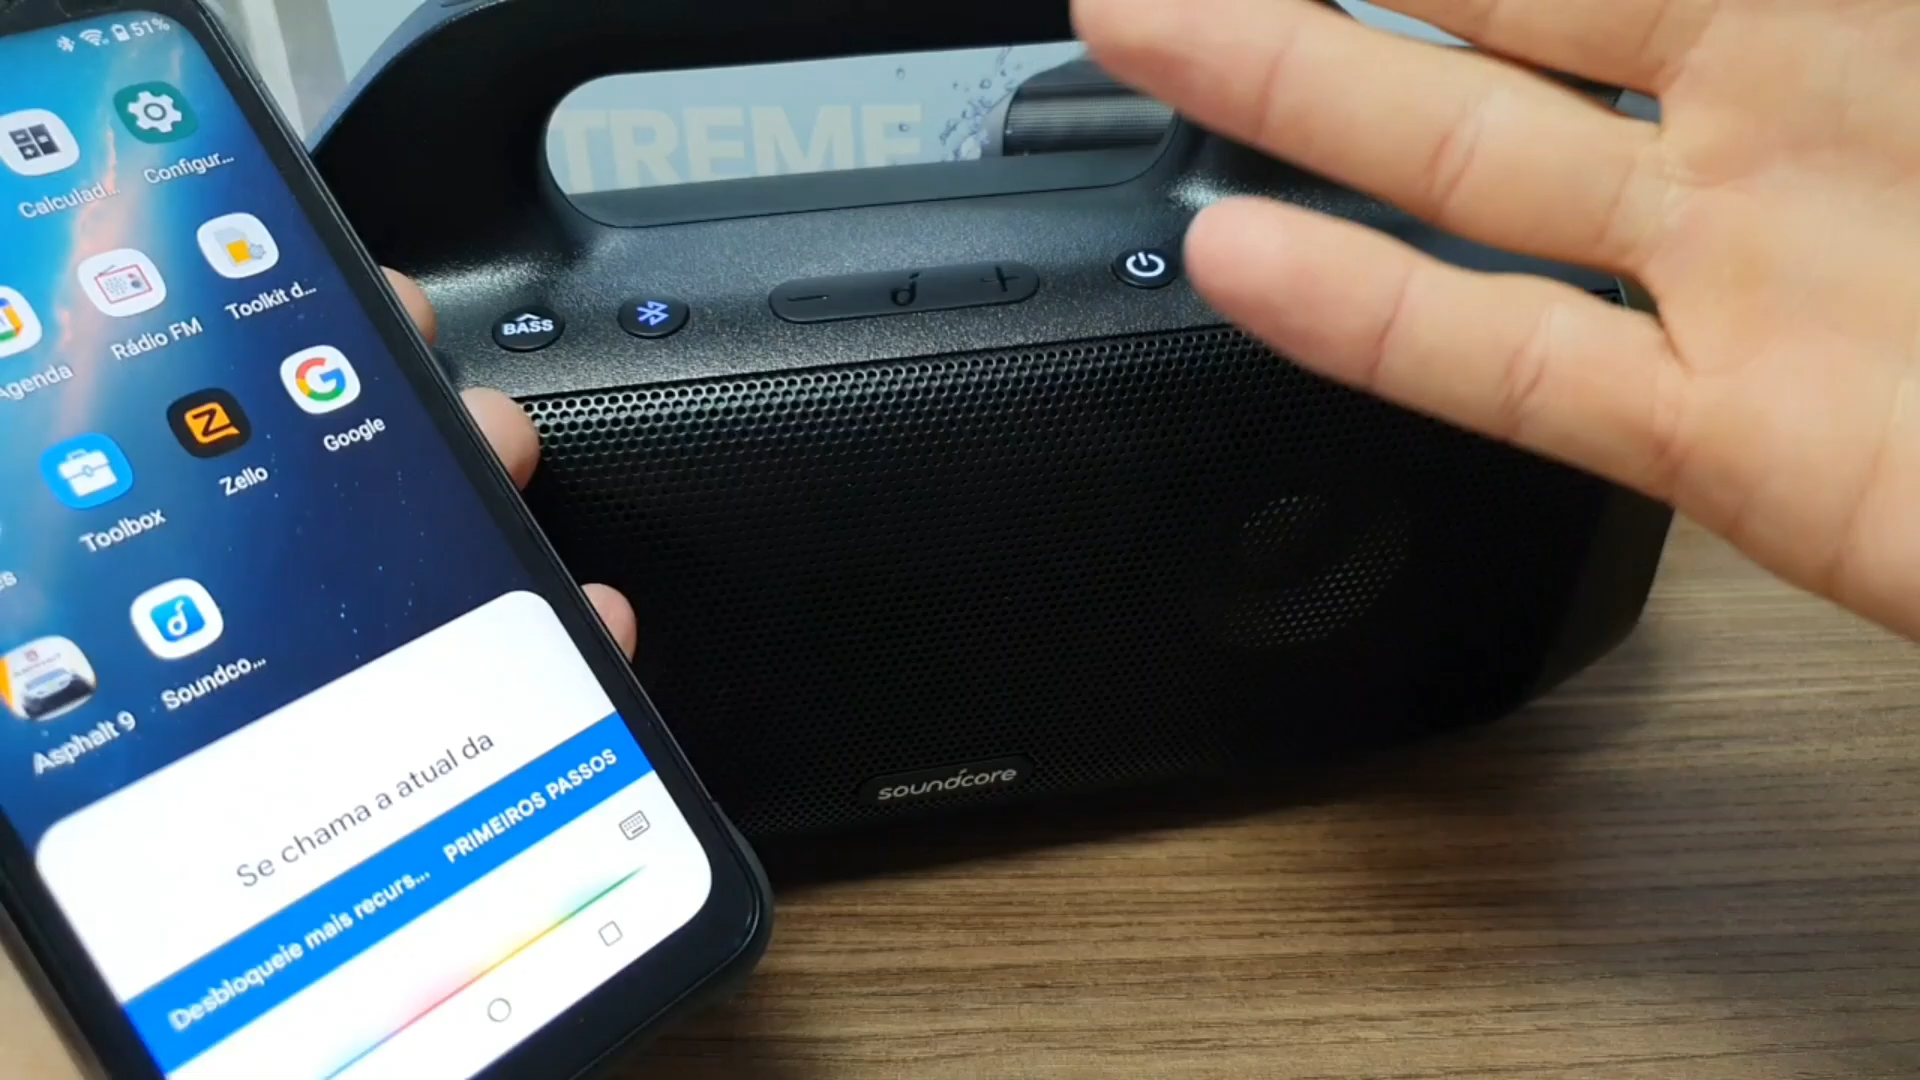 51%
Calculad...
Configur...
Agenda
Rádio FM
Toolkit d...
Toolbox
Zello
Google
Asphalt 9
Soundco...
Se chama a atual da
Desbloqueie mais recurs... PRIMEIROS PASSOS
TREME
BASS
soundcore